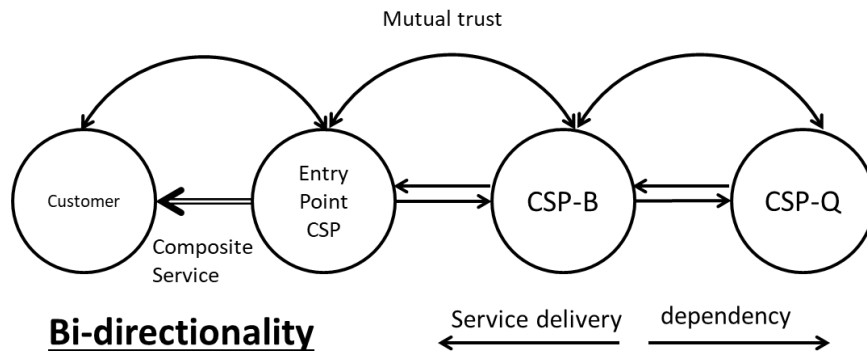 Mutual trust
Customer
Entry
Point
CSP
CSP-B
CSP-Q
Composite
Service
Bi-directionality
Service delivery
dependency